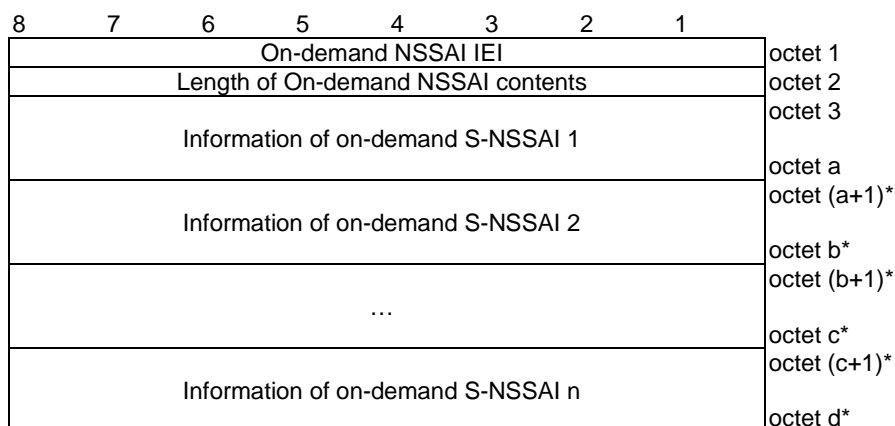 8 7 6 5 4 3 2 1
On-demand NSSAI IEI octet 1
Length of On-demand NSSAI contents octet 2
octet 3
Information of on-demand S-NSSAI 1
octet a
octet (a+1)*
Information of on-demand S-NSSAI 2
octet b*
octet (b+1)*
…
octet c*
octet (c+1)*
Information of on-demand S-NSSAI n
octet d*